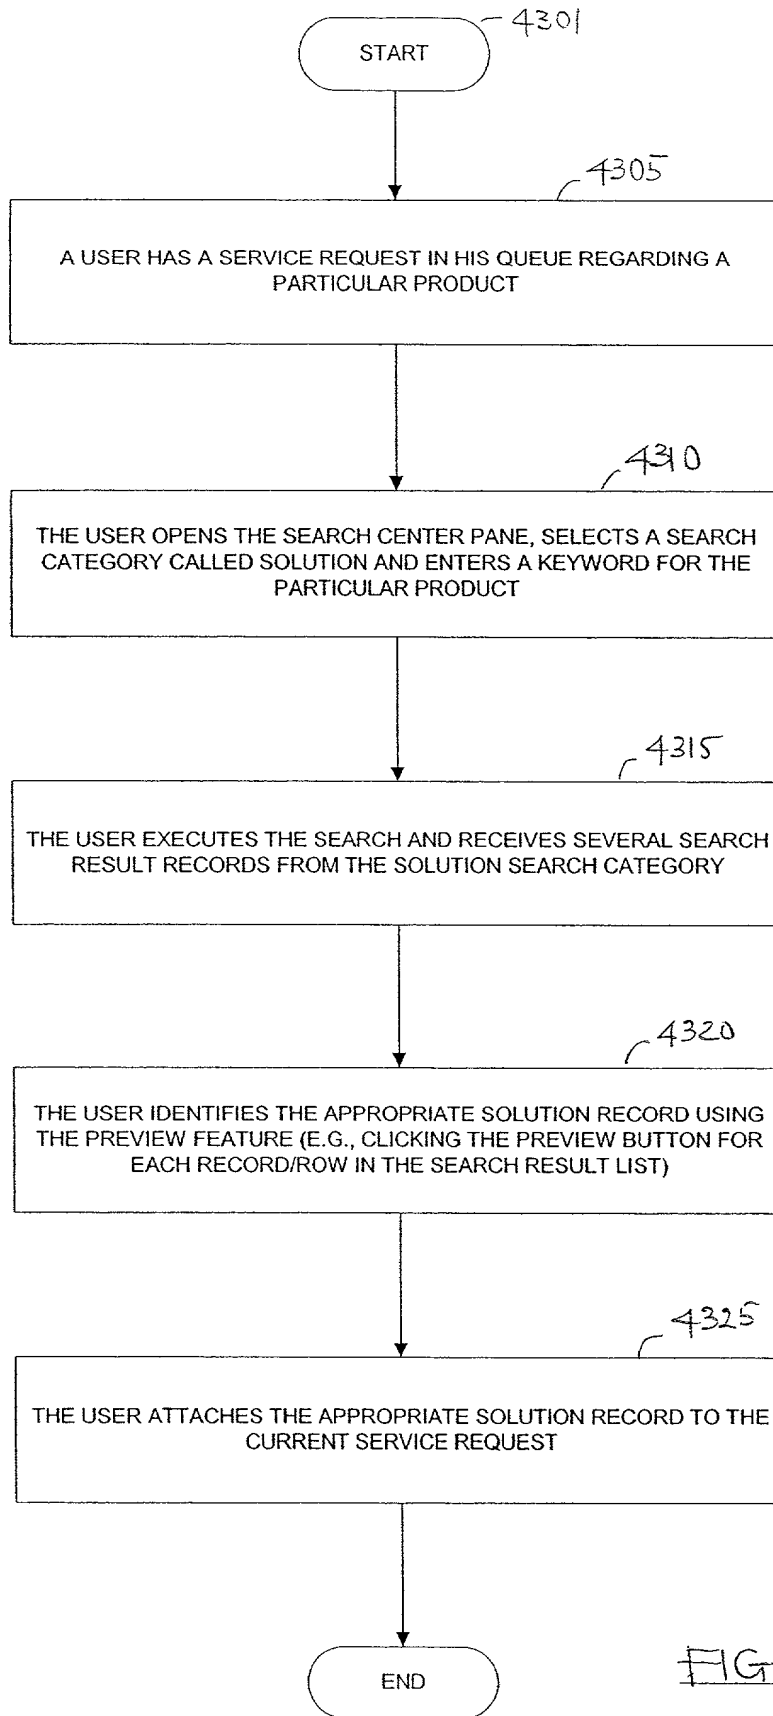 4301
START
4305
A USER HAS A SERVICE REQUEST IN HIS QUEUE REGARDING A
PARTICULAR PRODUCT
4310
THE USER OPENS THE SEARCH CENTER PANE, SELECTS A SEARCH
CATEGORY CALLED SOLUTION AND ENTERS A KEYWORD FOR THE
PARTICULAR PRODUCT
4315
THE USER EXECUTES THE SEARCH AND RECEIVES SEVERAL SEARCH
RESULT RECORDS FROM THE SOLUTION SEARCH CATEGORY
4320
THE USER IDENTIFIES THE APPROPRIATE SOLUTION RECORD USING
THE PREVIEW FEATURE (E.G., CLICKING THE PREVIEW BUTTON FOR
EACH RECORD/ROW IN THE SEARCH RESULT LIST)
4325
THE USER ATTACHES THE APPROPRIATE SOLUTION RECORD TO THE
CURRENT SERVICE REQUEST
END
FIG